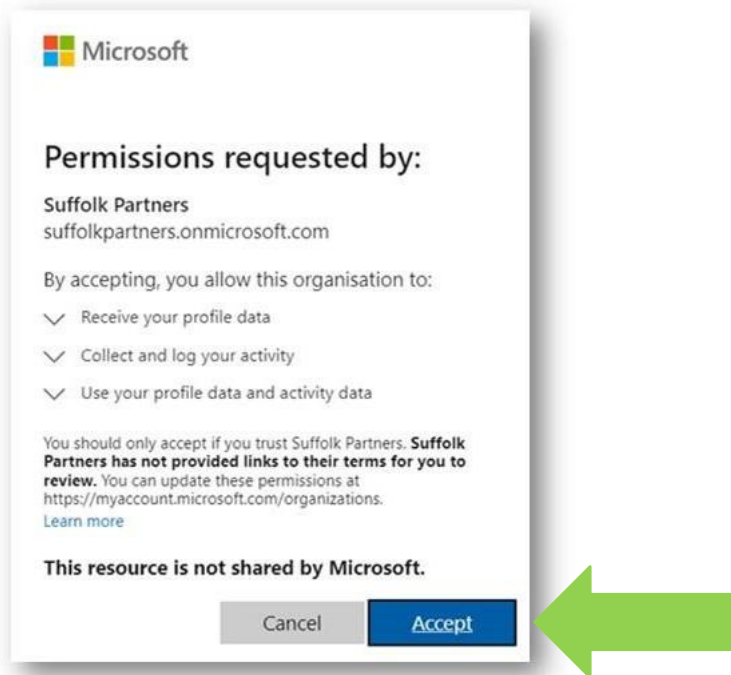 Microsoft
Permissions requested by:
Suffolk Partners
suffolkpartners.onmicrosoft.com
By accepting, you allow this organisation to:
Receive your profile data
Collect and log your activity
Use your profile data and activity data
You should only accept if you trust Suffolk Partners. Suffolk
Partners has not provided links to their terms for you to
review. You can update these permissions at
https://myaccount.microsoft.com/organizations.
Learn more
This resource is not shared by Microsoft.
Cancel
Accept